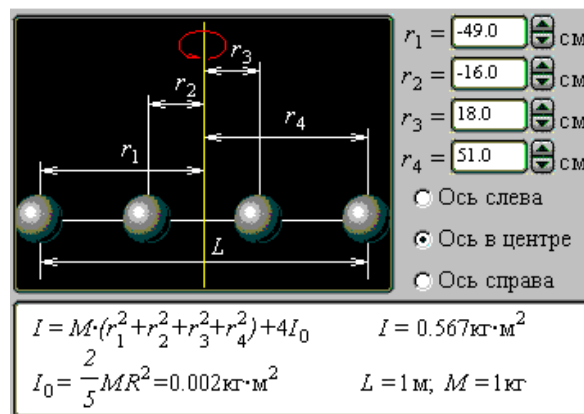 r₁ = -49.0 см
r₂ = -16.0 см
r₃ = 18.0 см
r₄ = 51.0 см
r₃
r₂
r₄
r₁
L
Ось слева
Ось в центре
Ось справа
I = M·(r₁²+r₂²+r₃²+r₄²)+4I₀ I = 0.567кг·м²
I₀ = 2/5 MR² = 0.002кг·м² L = 1м; M = 1кг